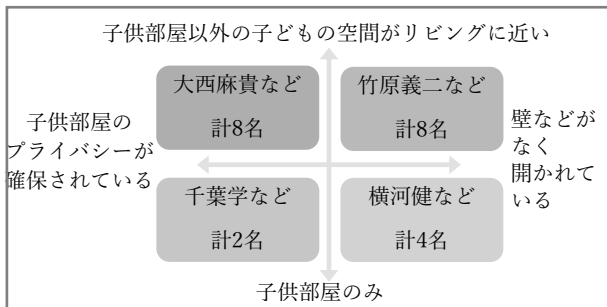 子供部屋以外の子どもの空間がリビングに近い
大西麻貴など
計8名
竹原義二など
計8名
子供部屋の
プライバシーが
確保されている
壁などが
なく
開かれて
いる
千葉学など
計2名
横河健など
計4名
子供部屋のみ